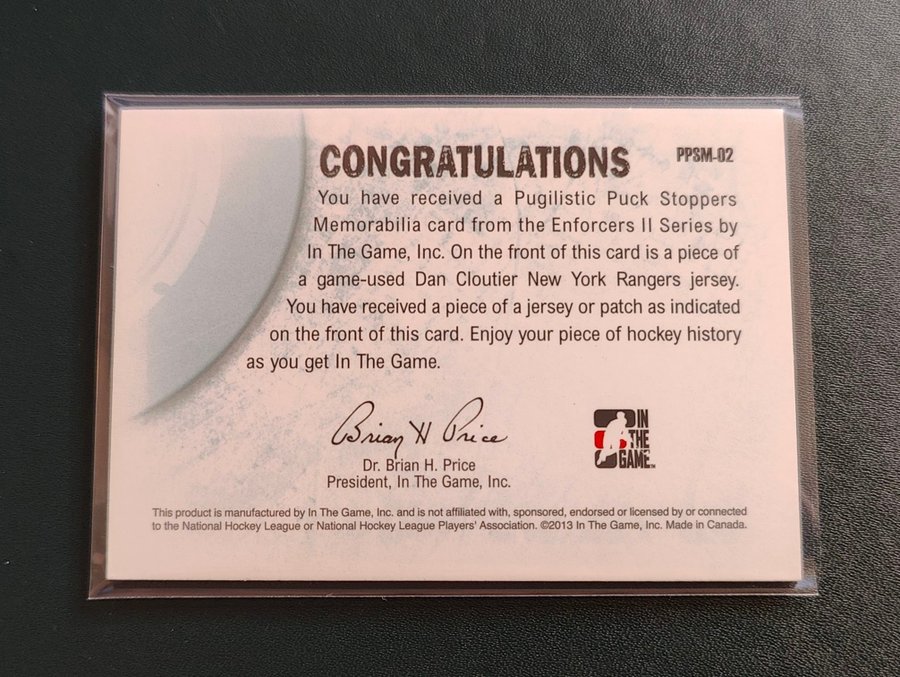 CONGRATULATIONS
PPSM-02
You have received a Pugilistic Puck Stoppers
Memorabilia card from the Enforcers II Series by
In The Game, Inc. On the front of this card is a piece of
a game-used Dan Cloutier New York Rangers jersey.
You have received a piece of a jersey or patch as indicated
on the front of this card. Enjoy your piece of hockey history
as you get In The Game.
Brian H Price
Dr. Brian H. Price
President, In The Game, Inc.
IN
THE
GAME™
This product is manufactured by In The Game, Inc. and is not affiliated with, sponsored, endorsed or licensed by or connected
to the National Hockey League or National Hockey League Players' Association. ©2013 In The Game, Inc. Made in Canada.